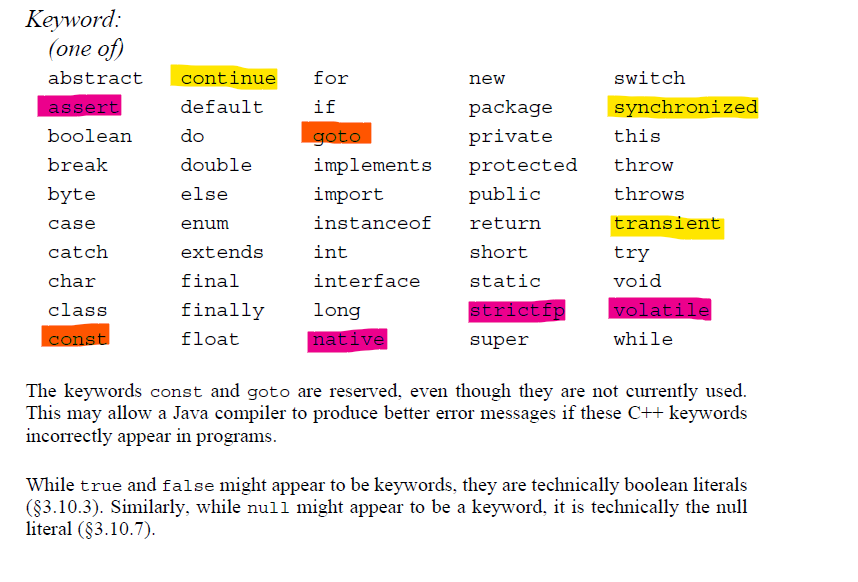 Keyword:
(one of)
abstract continue for new switch
assert default if package synchronized
boolean do goto private this
break double implements protected throw
byte else import public throws
case enum instanceof return transient
catch extends int short try
char final interface static void
class finally long strictfp volatile
const float native super while
The keywords const and goto are reserved, even though they are not currently used.
This may allow a Java compiler to produce better error messages if these C++ keywords
incorrectly appear in programs.
While true and false might appear to be keywords, they are technically boolean literals
(§3.10.3). Similarly, while null might appear to be a keyword, it is technically the null
literal (§3.10.7).